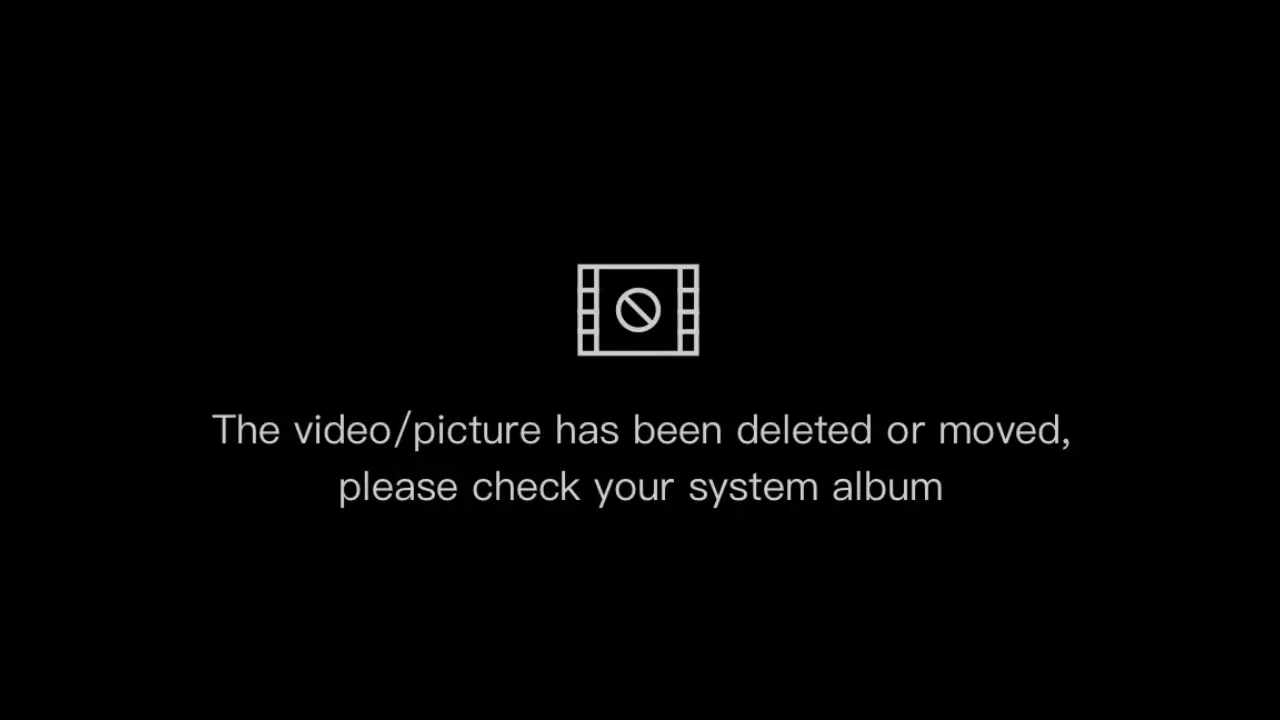 The video/picture has been deleted or moved,
please check your system album